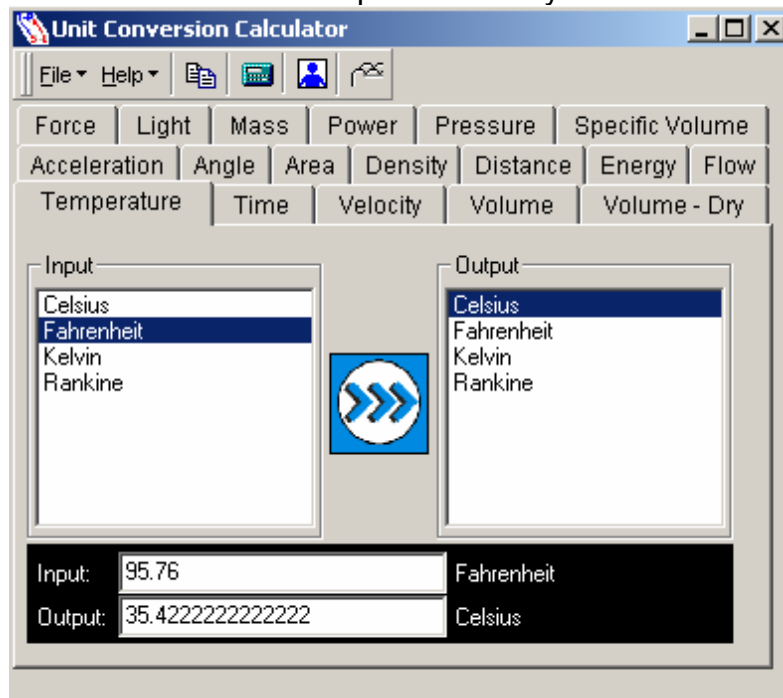 Unit Conversion Calculator
File Help
Force Light Mass Power Pressure Specific Volume
Acceleration Angle Area Density Distance Energy Flow
Temperature Time Velocity Volume Volume - Dry
Input
Celsius
Fahrenheit
Kelvin
Rankine
Output
Celsius
Fahrenheit
Kelvin
Rankine
Input: 95.76 Fahrenheit
Output: 35.4222222222222 Celsius